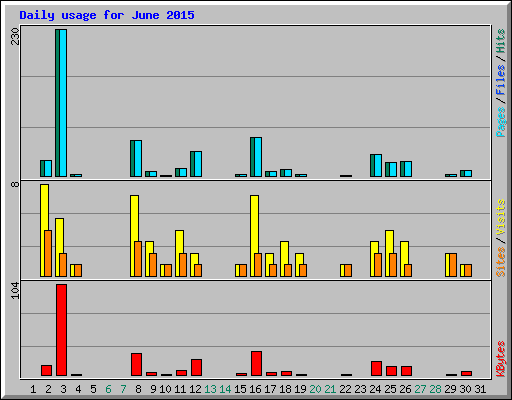 Daily usage for June 2015
230
8
104
Pages / Files / Hits
Sites / Visits
KBytes
1 2 3 4 5 6 7 8 9 10 11 12 13 14 15 16 17 18 19 20 21 22 23 24 25 26 27 28 29 30 31